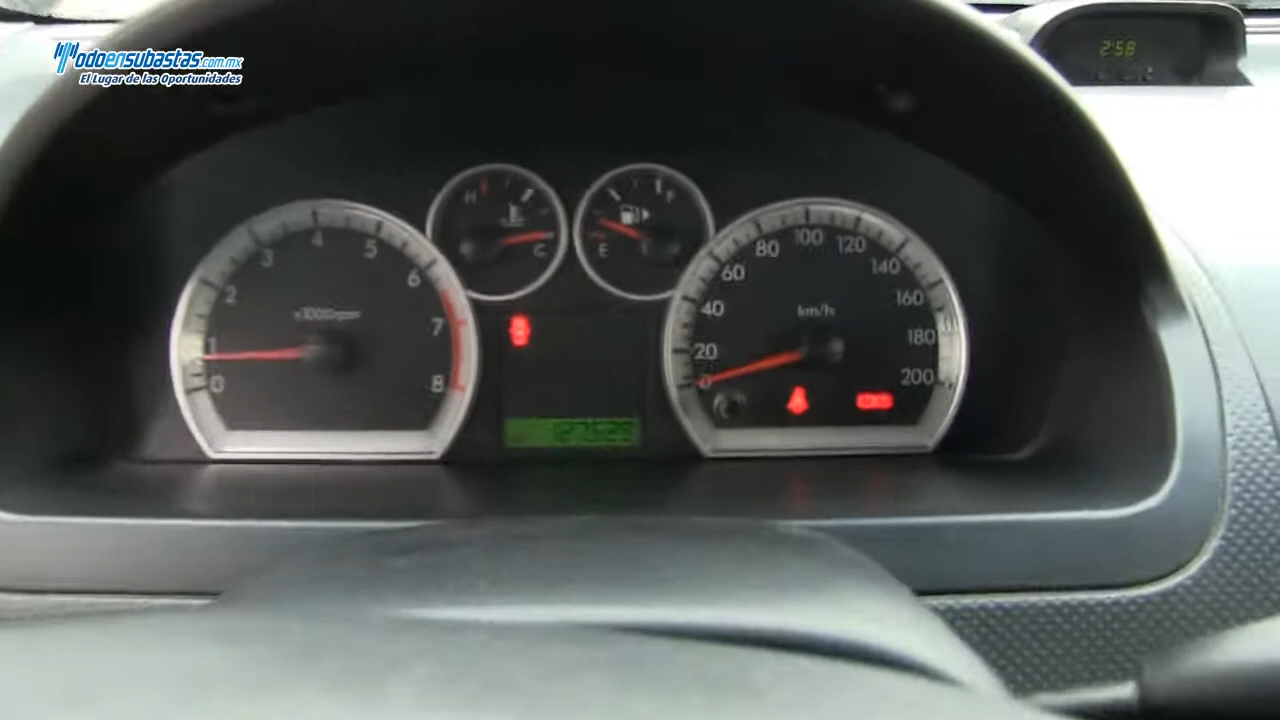 Todoensubastas.com.mx
El Lugar de las Oportunidades
2:58
H
C
E
F
0
1
2
3
4
5
6
7
8
x1000rpm
0
20
40
60
80
100
120
140
160
180
200
km/h